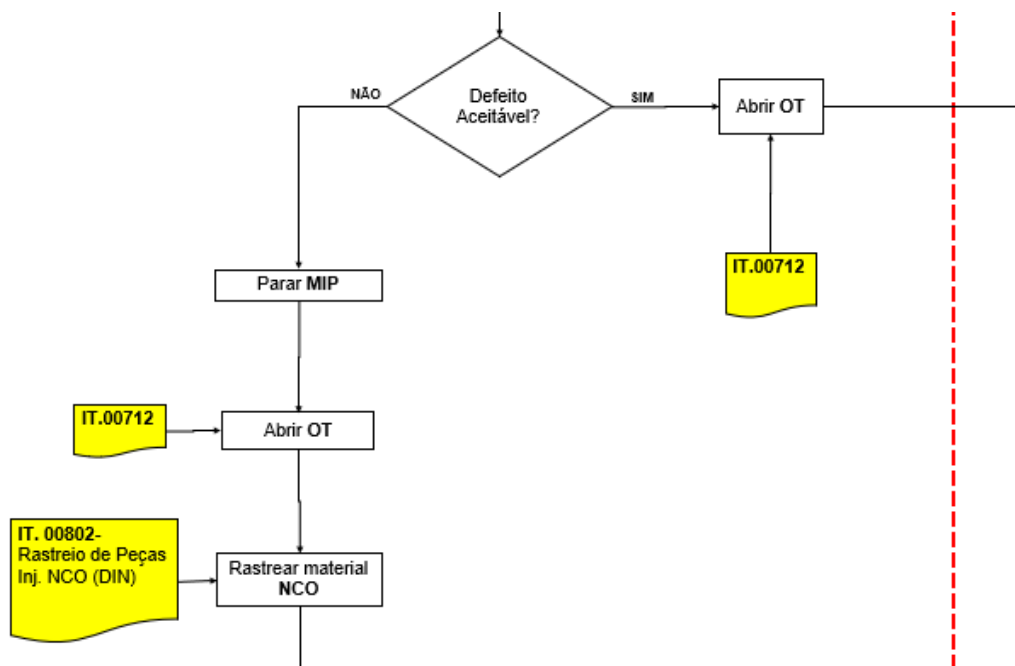 NÃO
Defeito
Aceitável?
SIM
Abrir OT
IT.00712
Parar MIP
IT.00712
Abrir OT
IT. 00802-
Rastreio de Peças
Inj. NCO (DIN)
Rastrear material
NCO